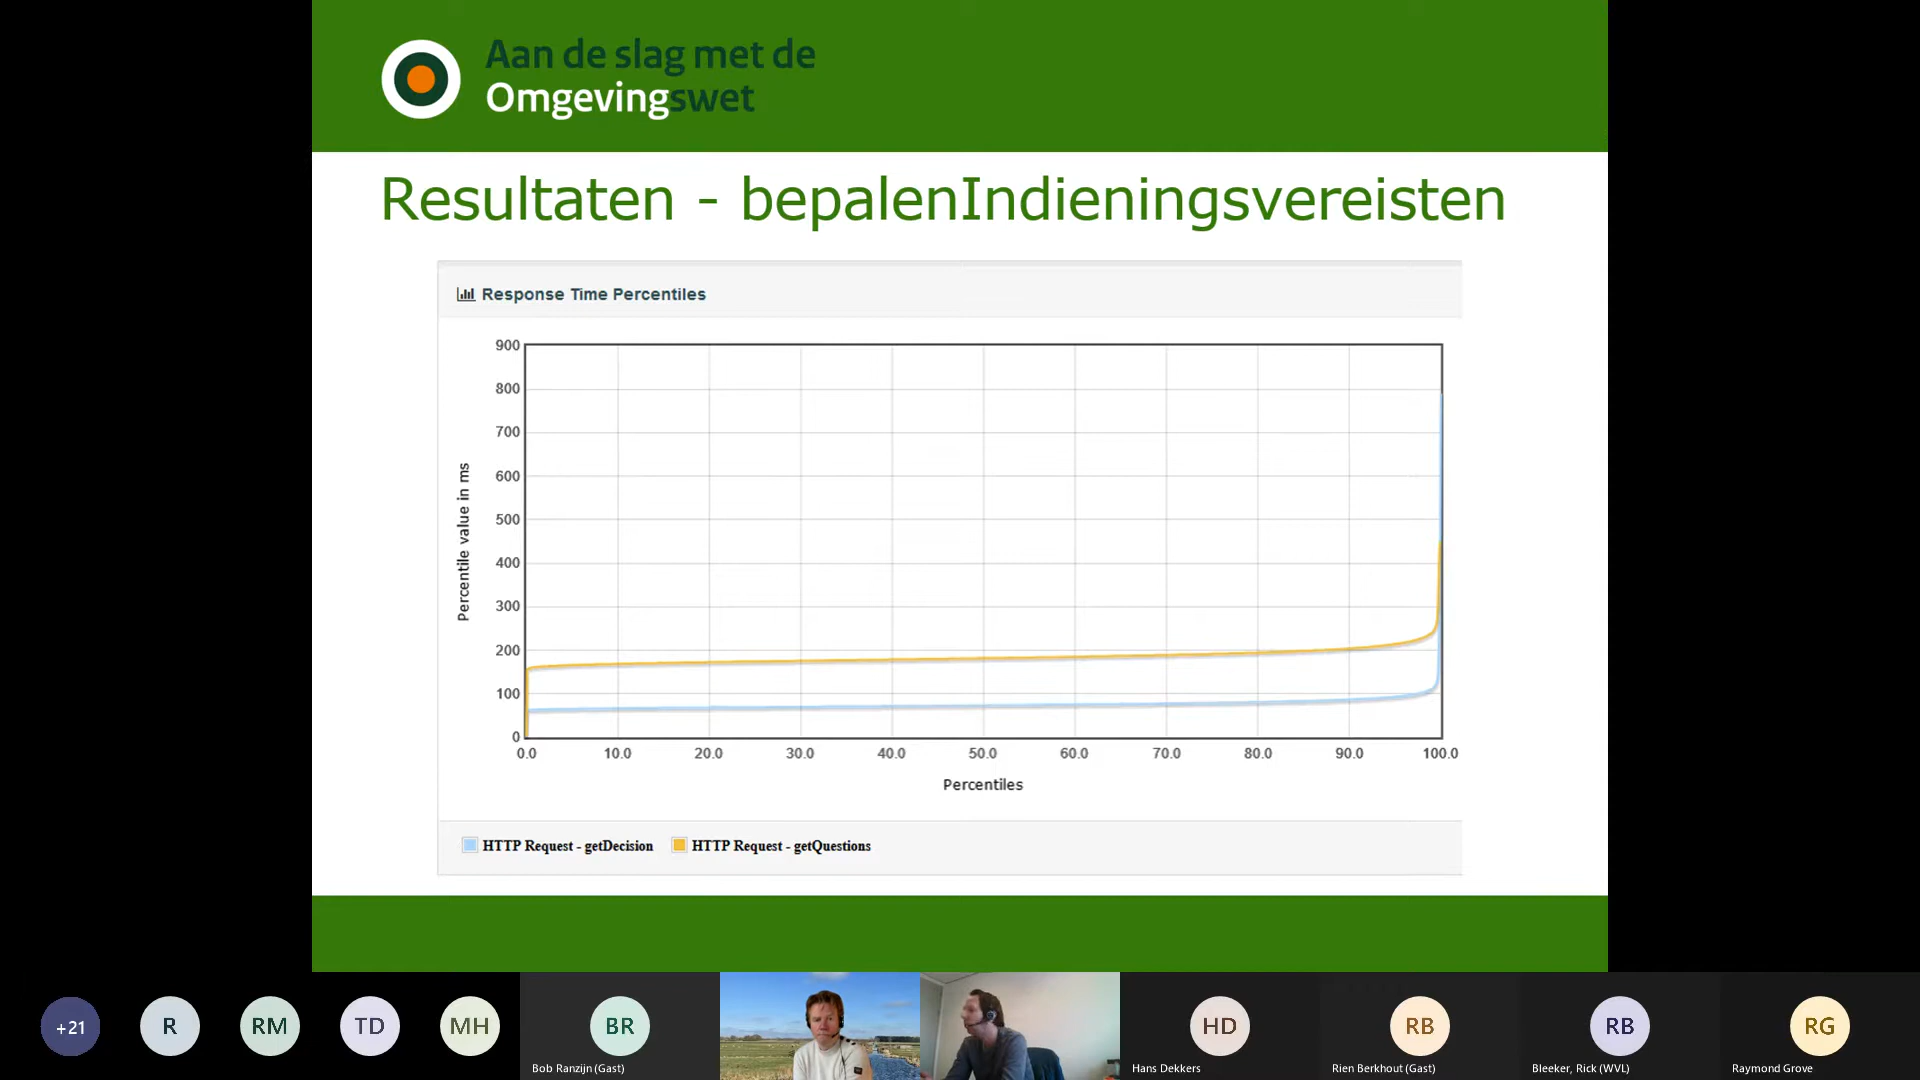 Aan de slag met de
Omgevingswet
Resultaten - bepalenIndieningsvereisten
Response Time Percentiles
900
800
700
600
500
400
300
200
100
0
Percentile value in ms
0.0 10.0 20.0 30.0 40.0 50.0 60.0 70.0 80.0 90.0 100.0
Percentiles
HTTP Request - getDecision HTTP Request - getQuestions
+21 R RM TD MH BR HD RB RB RG
Bob Ranzijn (Gast) Hans Dekkers Rien Berkhout (Gast) Bleeker, Rick (WVL) Raymond Grove